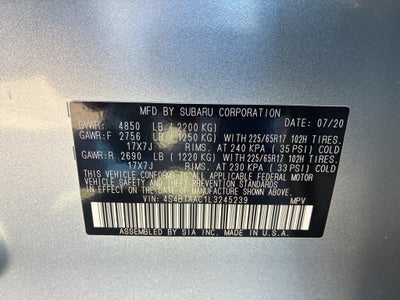 MFD. BY SUBARU CORPORATION DATE: 07/20
GVWR: 4850 LB (2200 KG)
GAWR:F 2756 LB (1250 KG) WITH 225/65R17 102H TIRES.
17X7J RIMS. AT 240 KPA (35 PSI) COLD
GAWR:R 2690 LB (1220 KG) WITH 225/65R17 102H TIRES.
17X7J RIMS. AT 230 KPA (33 PSI) COLD
THIS VEHICLE CONFORMS TO ALL APPLICABLE FEDERAL MOTOR
VEHICLE SAFETY AND THEFT PREVENTION STANDARDS
IN EFFECT ON THE DATE OF MANUFACTURE SHOWN ABOVE.
VIN: 4S4BTAAC1L3245239 MPV
ASSEMBLED BY SIA INC. MADE IN U.S.A.